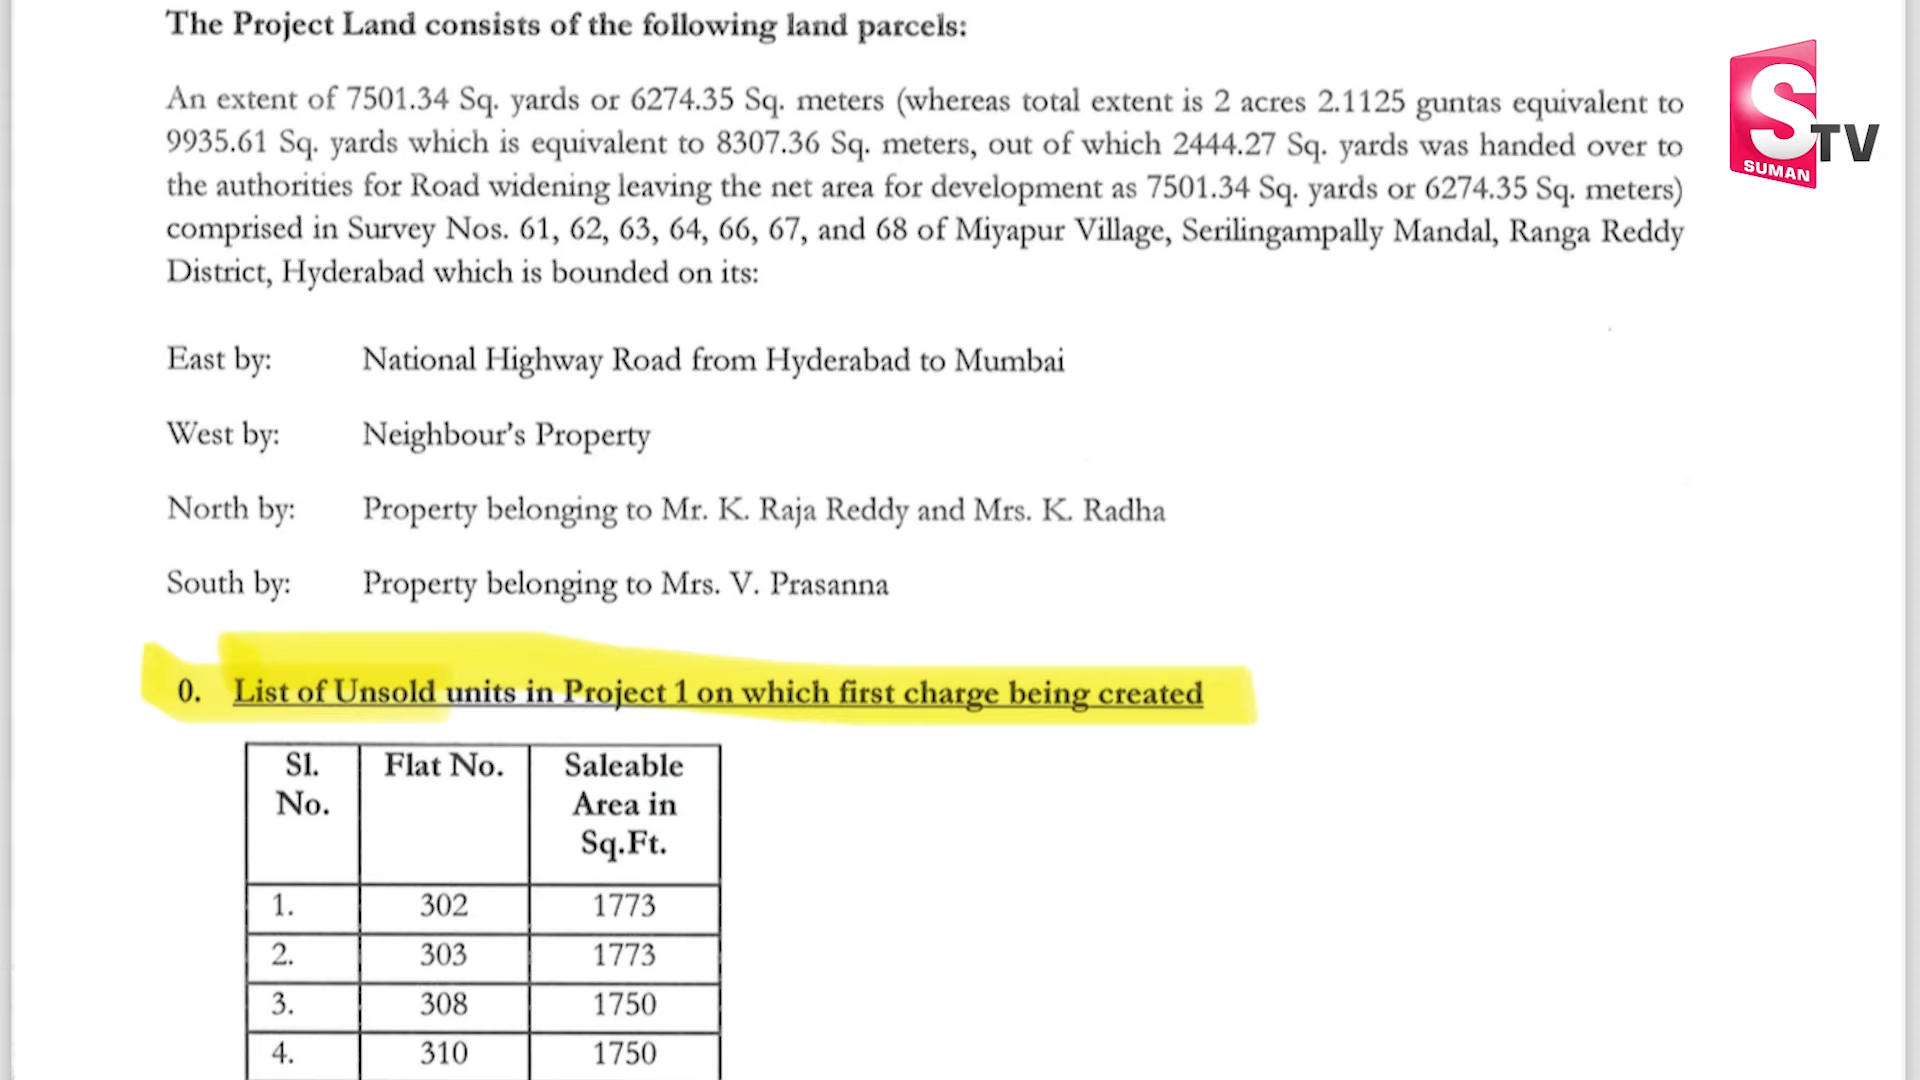 The Project Land consists of the following land parcels:
An extent of 7501.34 Sq. yards or 6274.35 Sq. meters (whereas total extent is 2 acres 2.1125 guntas equivalent to
9935.61 Sq. yards which is equivalent to 8307.36 Sq. meters, out of which 2444.27 Sq. yards was handed over to
the authorities for Road widening leaving the net area for development as 7501.34 Sq. yards or 6274.35 Sq. meters)
comprised in Survey Nos. 61, 62, 63, 64, 66, 67, and 68 of Miyapur Village, Serilingampally Mandal, Ranga Reddy
District, Hyderabad which is bounded on its:
East by: National Highway Road from Hyderabad to Mumbai
West by: Neighbour's Property
North by: Property belonging to Mr. K. Raja Reddy and Mrs. K. Radha
South by: Property belonging to Mrs. V. Prasanna
0. List of Unsold units in Project 1 on which first charge being created
Sl. No. Flat No. Saleable Area in Sq.Ft.
1. 302 1773
2. 303 1773
3. 308 1750
4. 310 1750
S TV
SUMAN